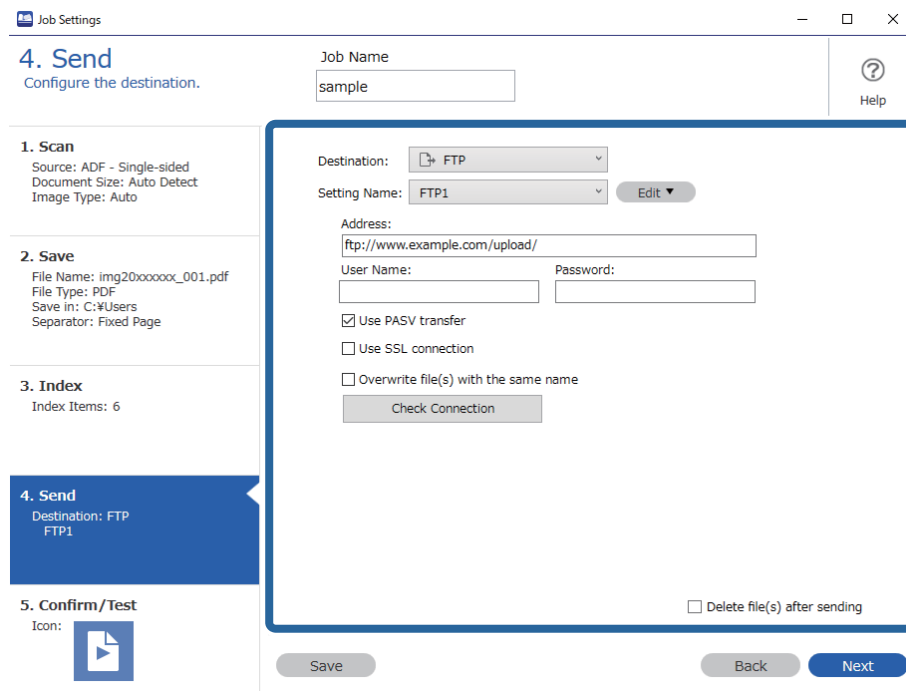 Job Settings
4. Send
Configure the destination.
Job Name
sample
Help
1. Scan
Source: ADF - Single-sided
Document Size: Auto Detect
Image Type: Auto
2. Save
File Name: img20xxxxxx_001.pdf
File Type: PDF
Save in: C:¥Users
Separator: Fixed Page
3. Index
Index Items: 6
4. Send
Destination: FTP
FTP1
5. Confirm/Test
Icon:
Destination: FTP
Setting Name: FTP1 Edit ▼
Address:
ftp://www.example.com/upload/
User Name: Password:
Use PASV transfer
Use SSL connection
Overwrite file(s) with the same name
Check Connection
Delete file(s) after sending
Save Back Next